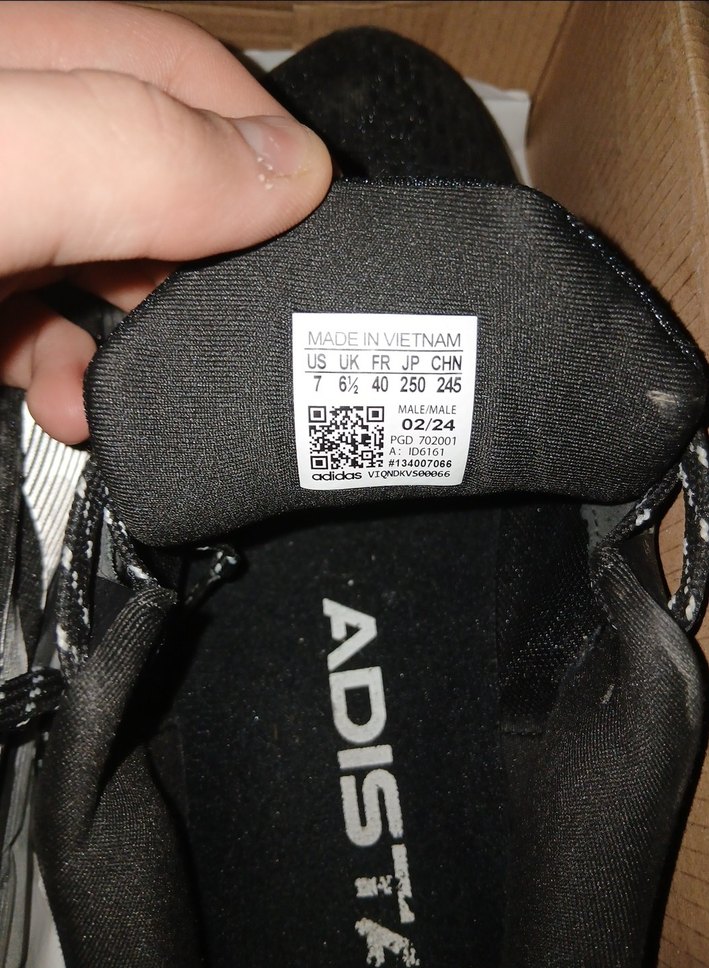 MADE IN VIETNAM
US UK FR JP CHN
7 6½ 40 250 245
MALE/MALE
02/24
PGD 702001
A: ID6161
#134007066
adidas VIQNDKVS00066
ADISTA